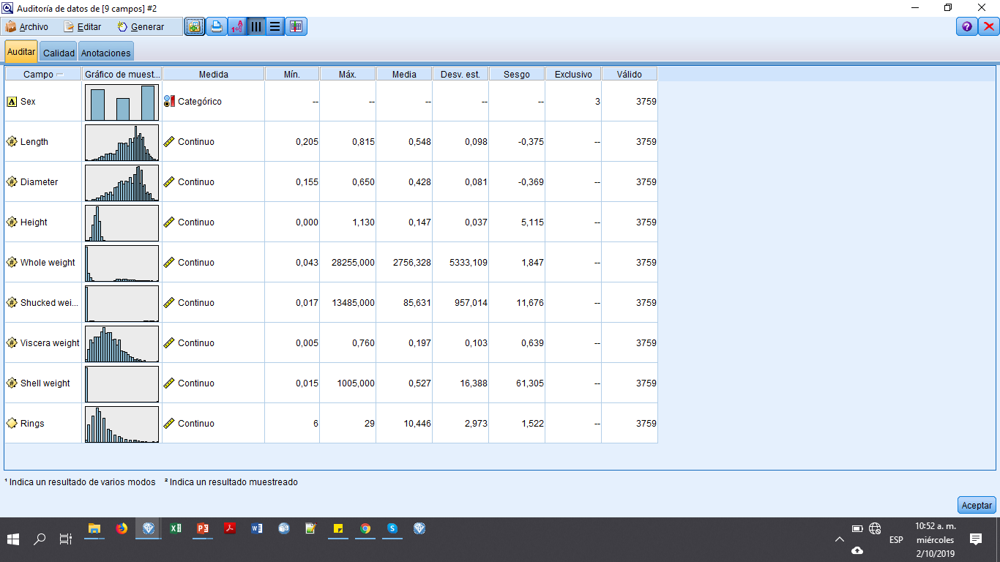 Auditoría de datos de [9 campos] #2
Archivo Editar Generar
Auditar Calidad Anotaciones
Campo Gráfico de muest... Medida Mín. Máx. Media Desv. est. Sesgo Exclusivo Válido
Sex Categórico -- -- -- -- -- 3 3759
Length Continuo 0,205 0,815 0,548 0,098 -0,375 -- 3759
Diameter Continuo 0,155 0,650 0,428 0,081 -0,369 -- 3759
Height Continuo 0,000 1,130 0,147 0,037 5,115 -- 3759
Whole weight Continuo 0,043 28255,000 2756,328 5333,109 1,847 -- 3759
Shucked wei... Continuo 0,017 13485,000 85,631 957,014 11,676 -- 3759
Viscera weight Continuo 0,005 0,760 0,197 0,103 0,639 -- 3759
Shell weight Continuo 0,015 1005,000 0,527 16,388 61,305 -- 3759
Rings Continuo 6 29 10,446 2,973 1,522 -- 3759
¹ Indica un resultado de varios modos ² Indica un resultado muestreado
Aceptar
10:52 a. m.
ESP miércoles
2/10/2019